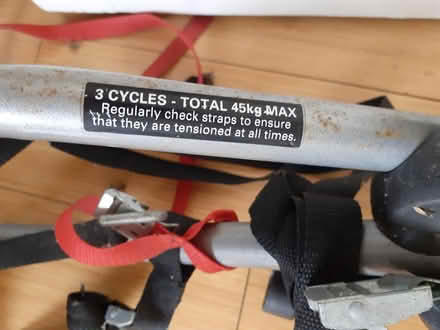 3 CYCLES - TOTAL 45kg MAX
Regularly check straps to ensure
that they are tensioned at all times.